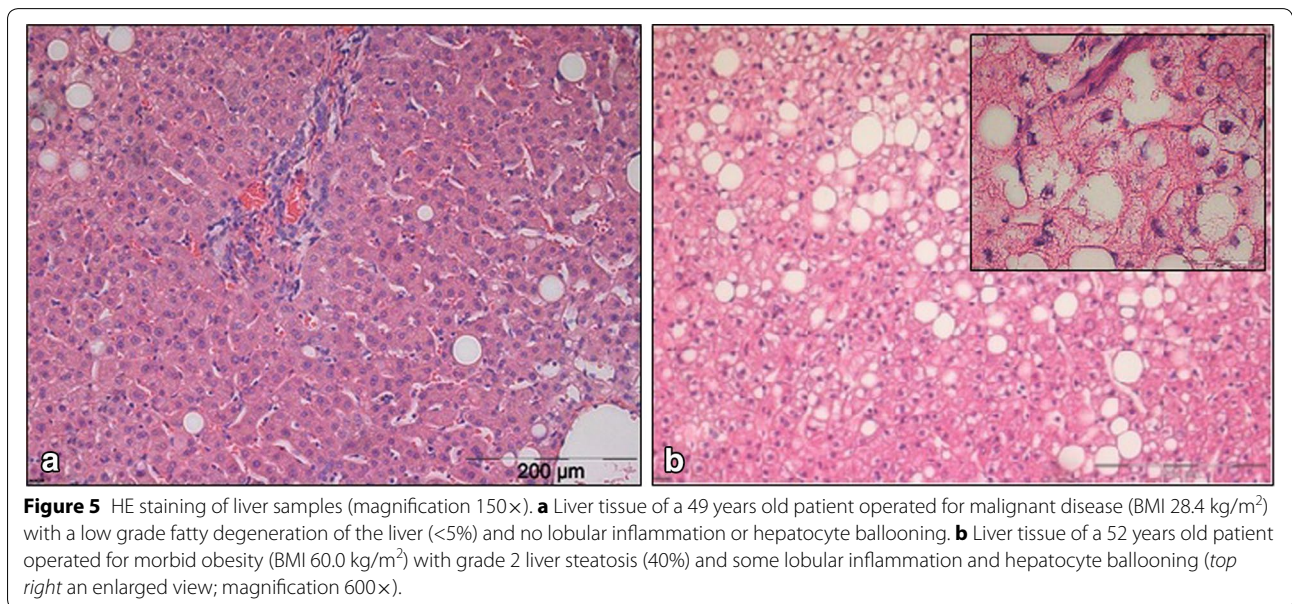 a
200 μm
b
Figure 5 HE staining of liver samples (magnification 150×). a Liver tissue of a 49 years old patient operated for malignant disease (BMI 28.4 kg/m²)
with a low grade fatty degeneration of the liver (<5%) and no lobular inflammation or hepatocyte ballooning. b Liver tissue of a 52 years old patient
operated for morbid obesity (BMI 60.0 kg/m²) with grade 2 liver steatosis (40%) and some lobular inflammation and hepatocyte ballooning (top
right an enlarged view; magnification 600×).